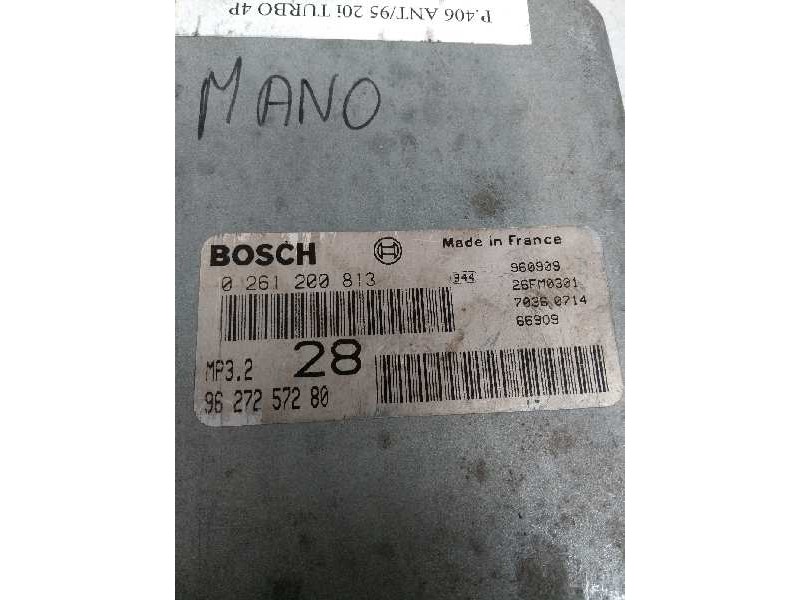 P.406 ANT/95 20i TURBO 4P
MANO
BOSCH
Made in France
0 261 200 813
344
960909
26FM0301
7036 0714
66909
MP3.2
28
96 272 572 80